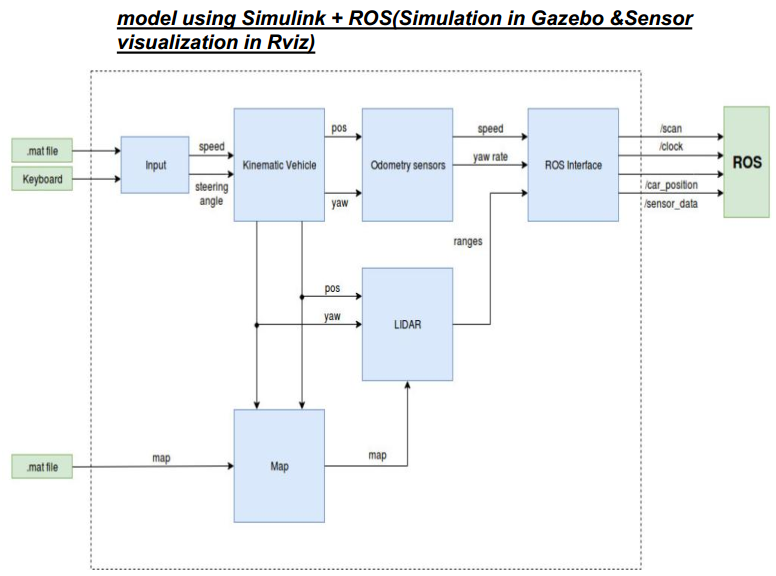 model using Simulink + ROS(Simulation in Gazebo &Sensor
visualization in Rviz)
.mat file
Keyboard
Input
speed
steering
angle
Kinematic Vehicle
pos
yaw
Odometry sensors
speed
yaw rate
ROS Interface
/scan
/clock
/car_position
/sensor_data
ROS
ranges
pos
yaw
LIDAR
.mat file
map
Map
map